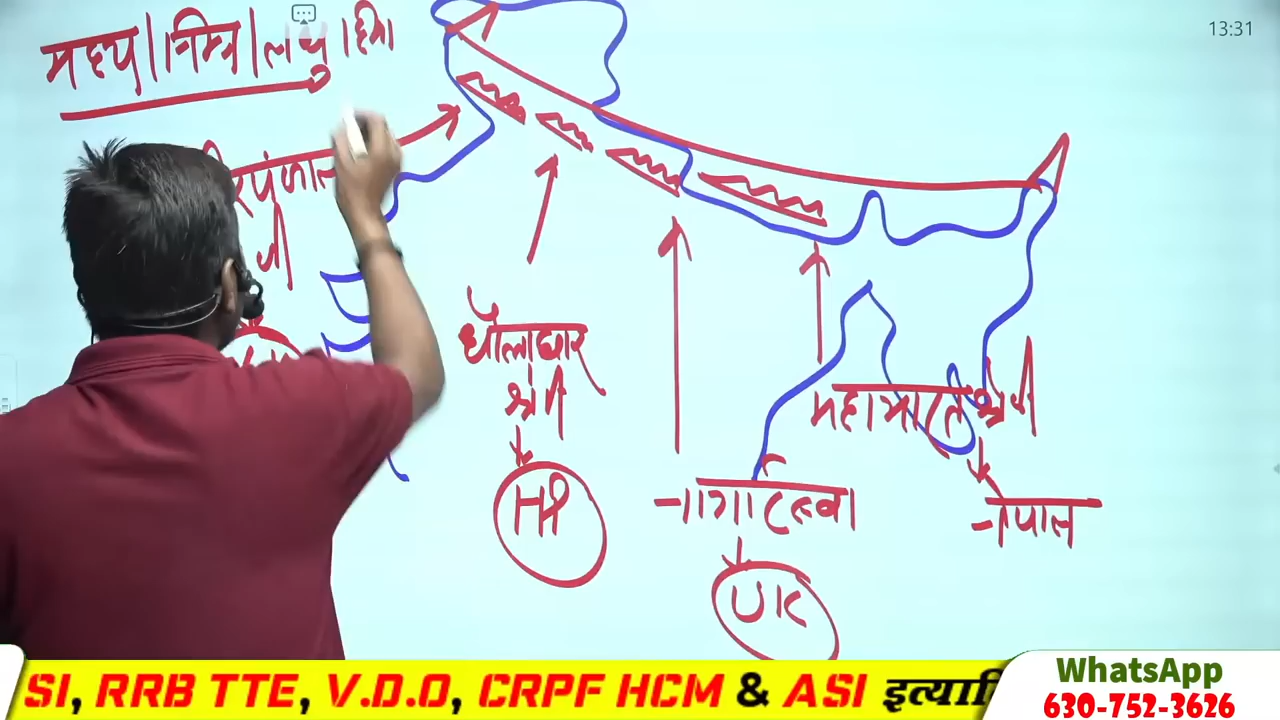 13:31
मध्य|निम्न|लघु|हिमा
पीरपंजाल
श्रेणी
धौलाधार
श्रेणी
HP
महाभारत श्रेणी
नागटिब्बा
नेपाल
UK
SI, RRB TTE, V.D.O, CRPF HCM & ASI इत्यादि
WhatsApp
630-752-3626